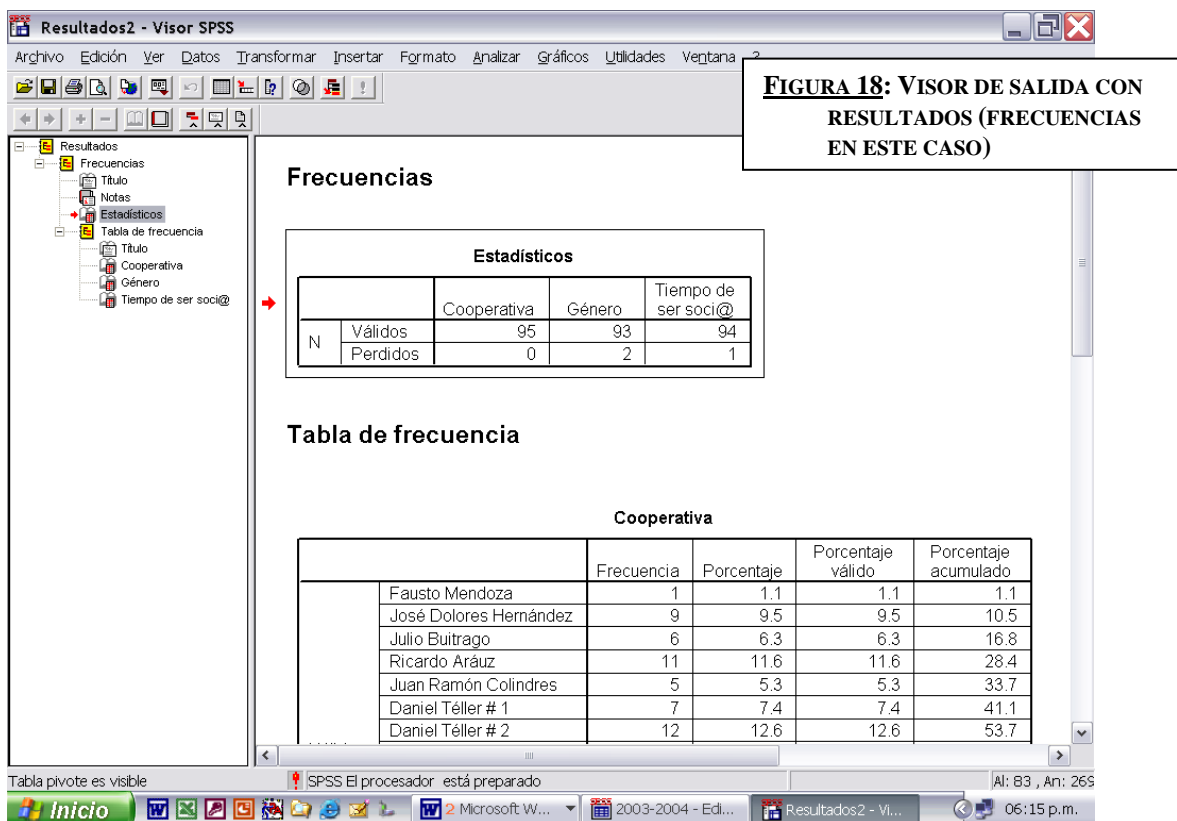 Resultados2 - Visor SPSS
Archivo Edición Ver Datos Transformar Insertar Formato Analizar Gráficos Utilidades Ventana ?
FIGURA 18: VISOR DE SALIDA CON
RESULTADOS (FRECUENCIAS
EN ESTE CASO)
Resultados
Frecuencias
Título
Notas
Estadísticos
Tabla de frecuencia
Título
Cooperativa
Género
Tiempo de ser soci@
Frecuencias
Estadísticos
Cooperativa Género Tiempo de
ser soci@
N Válidos 95 93 94
Perdidos 0 2 1
Tabla de frecuencia
Cooperativa
Frecuencia Porcentaje Porcentaje
válido Porcentaje
acumulado
Fausto Mendoza 1 1.1 1.1 1.1
José Dolores Hernández 9 9.5 9.5 10.5
Julio Buitrago 6 6.3 6.3 16.8
Ricardo Aráuz 11 11.6 11.6 28.4
Juan Ramón Colindres 5 5.3 5.3 33.7
Daniel Téller # 1 7 7.4 7.4 41.1
Daniel Téller # 2 12 12.6 12.6 53.7
Tabla pivote es visible SPSS El procesador está preparado Al: 83 , An: 269
Inicio 2 Microsoft W... 2003-2004 - Edi... Resultados2 - Vi... 06:15 p.m.